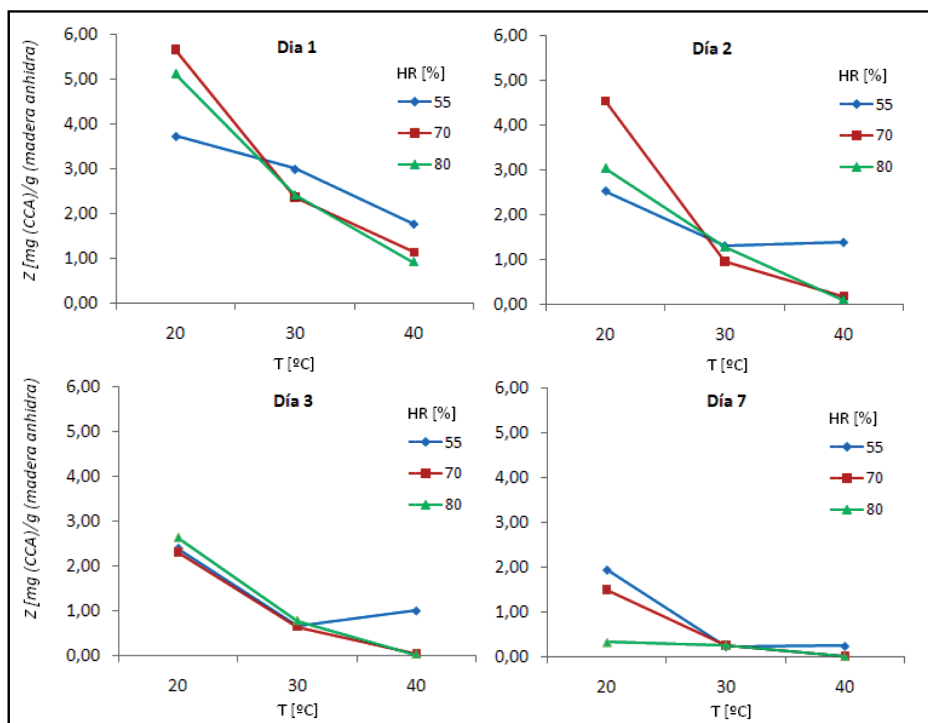 Dia 1
Z [mg (CCA)/g (madera anhidra)
6,00
5,00
4,00
3,00
2,00
1,00
0,00
HR [%]
55
70
80
20 30 40
T [ºC]
Día 2
6,00
5,00
4,00
3,00
2,00
1,00
0,00
HR [%]
55
70
80
20 30 40
T [ºC]
Día 3
Z [mg (CCA)/g (madera anhidra)
6,00
5,00
4,00
3,00
2,00
1,00
0,00
HR [%]
55
70
80
20 30 40
T [ºC]
Día 7
6,00
5,00
4,00
3,00
2,00
1,00
0,00
HR [%]
55
70
80
20 30 40
T [ºC]